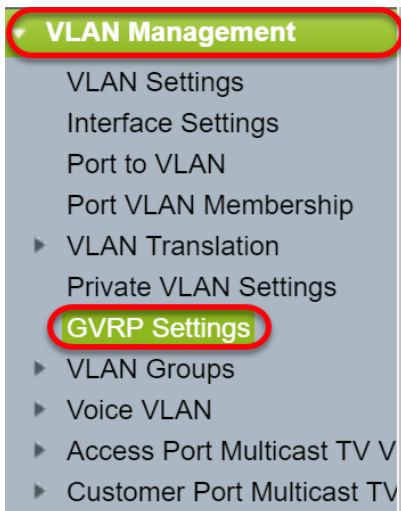 VLAN Management
VLAN Settings
Interface Settings
Port to VLAN
Port VLAN Membership
VLAN Translation
Private VLAN Settings
GVRP Settings
VLAN Groups
Voice VLAN
Access Port Multicast TV V
Customer Port Multicast TV